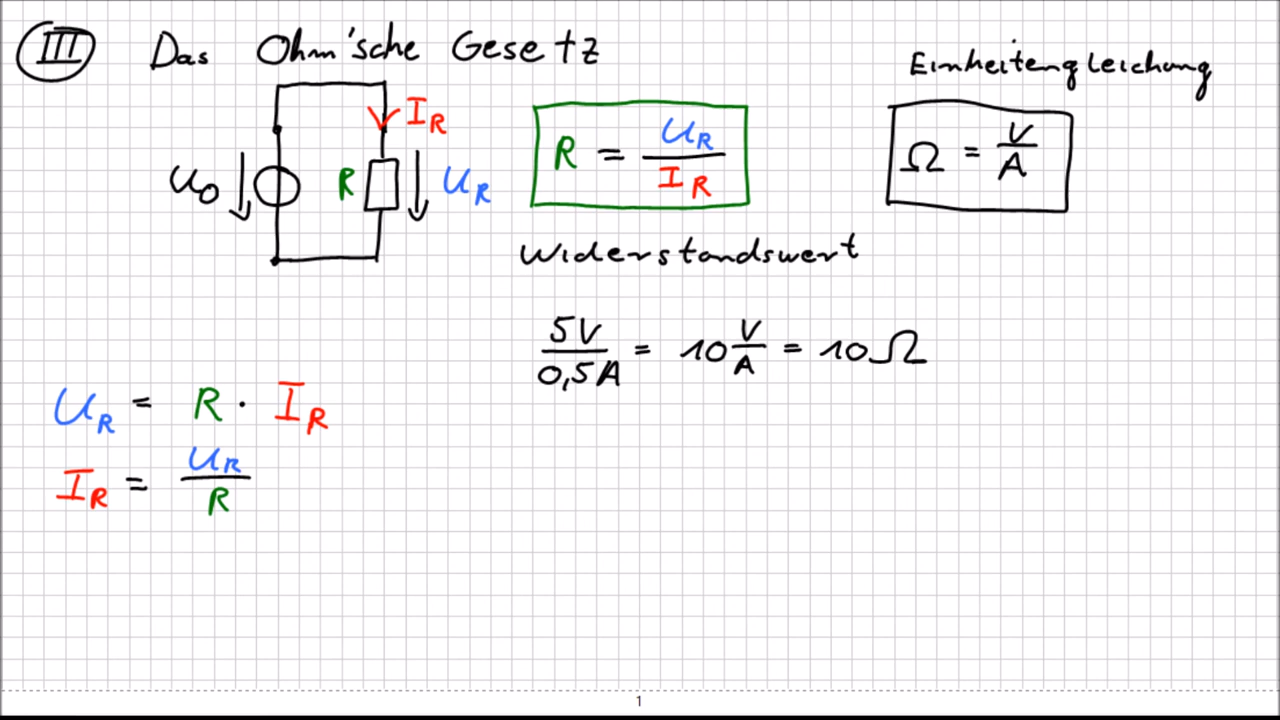 III Das Ohm'sche Gesetz
Einheitengleichung
I_R
U_0
R
U_R
R = U_R / I_R
Ω = V / A
Widerstandswert
5V / 0,5A = 10 V/A = 10 Ω
U_R = R · I_R
I_R = U_R / R
1